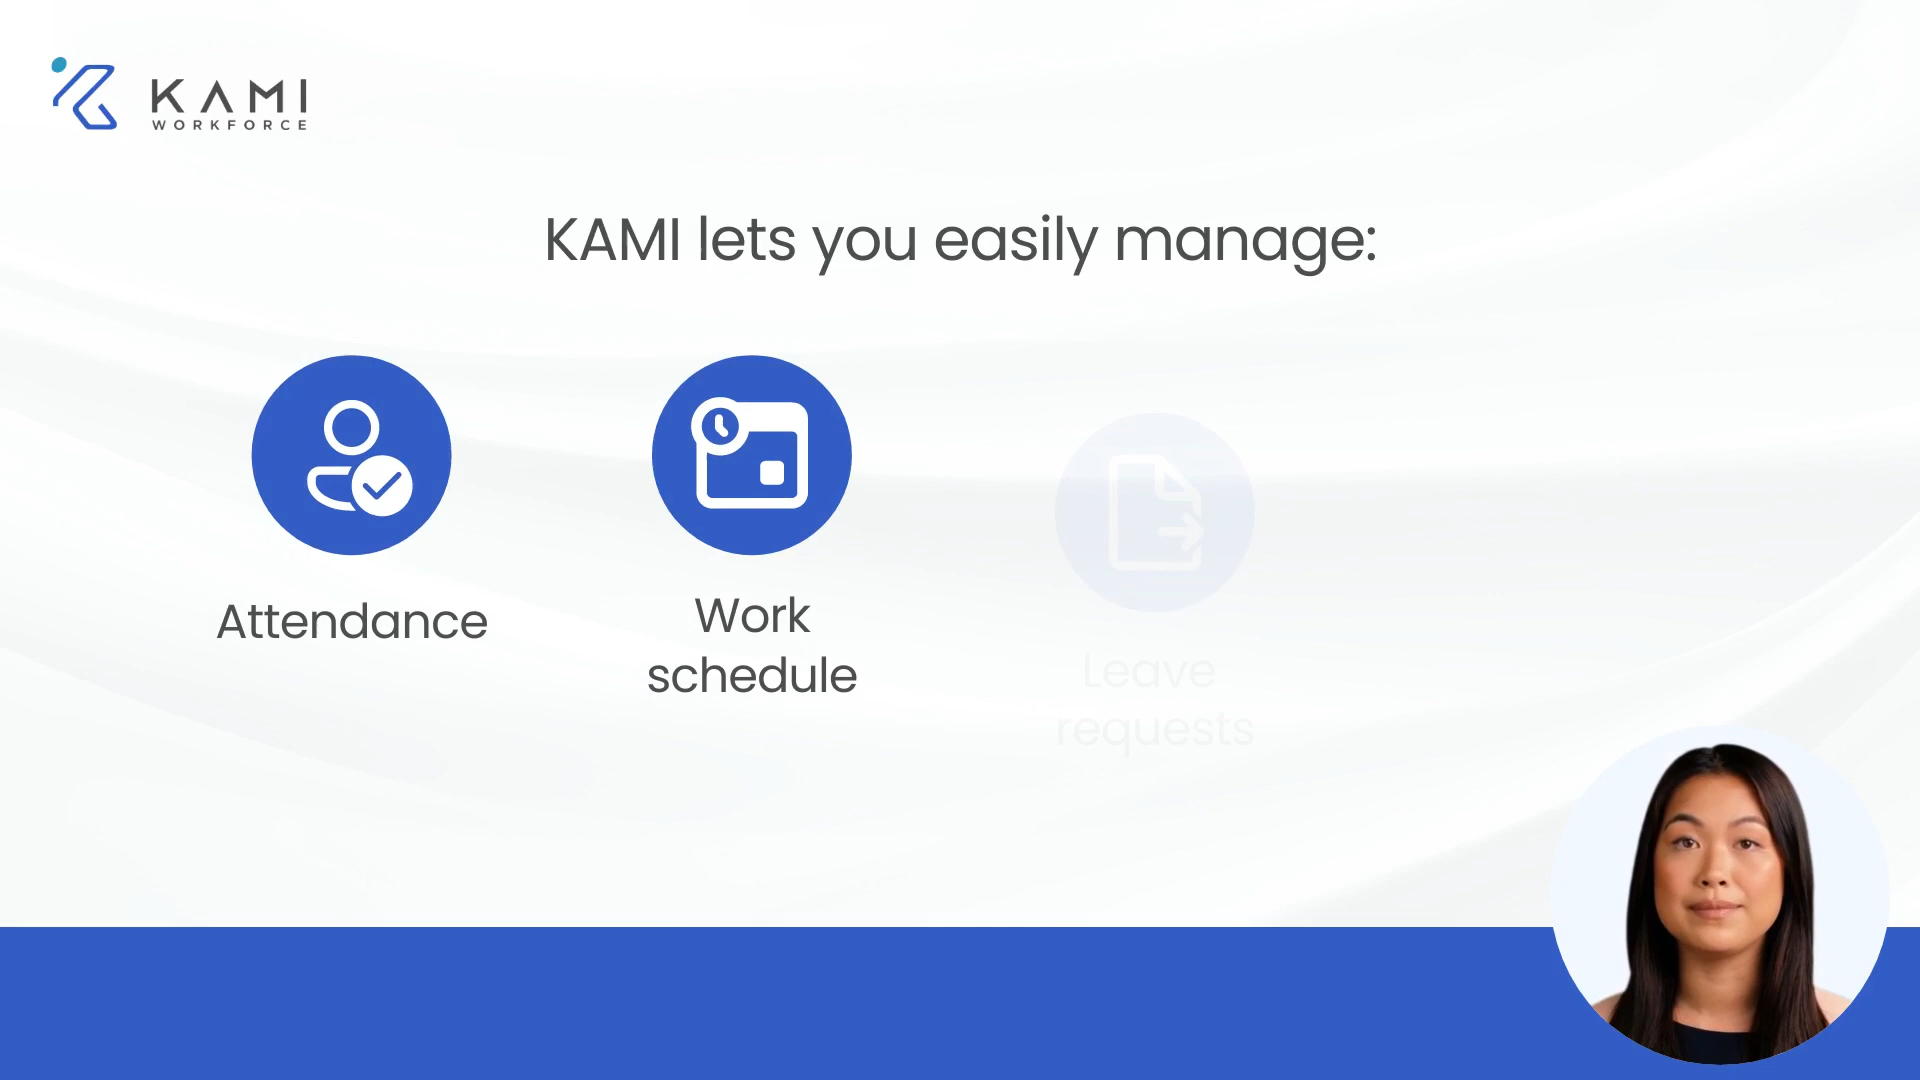 KAMI
WORKFORCE
KAMI lets you easily manage:
Attendance
Work
schedule
Leave
requests